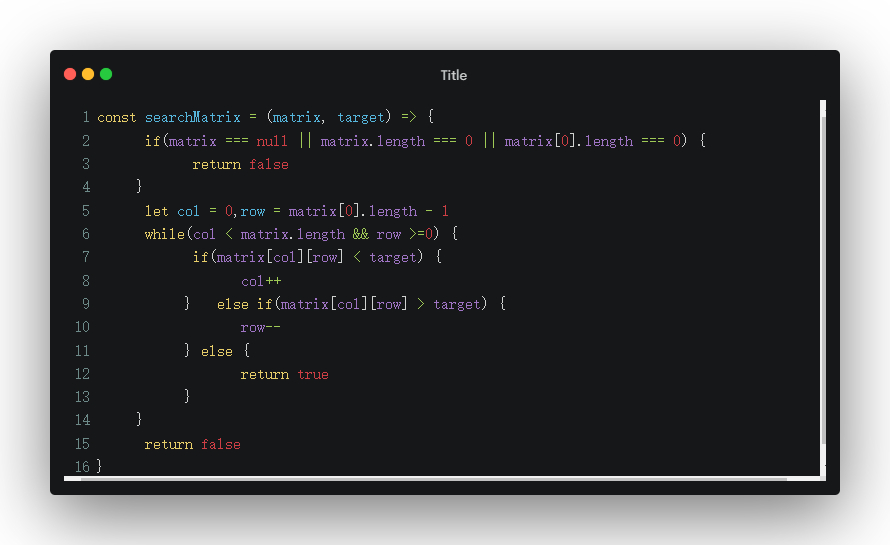 Title
1 const searchMatrix = (matrix, target) => {
2 if(matrix === null || matrix.length === 0 || matrix[0].length === 0) {
3 return false
4 }
5 let col = 0,row = matrix[0].length - 1
6 while(col < matrix.length && row >=0) {
7 if(matrix[col][row] < target) {
8 col++
9 } else if(matrix[col][row] > target) {
10 row--
11 } else {
12 return true
13 }
14 }
15 return false
16 }